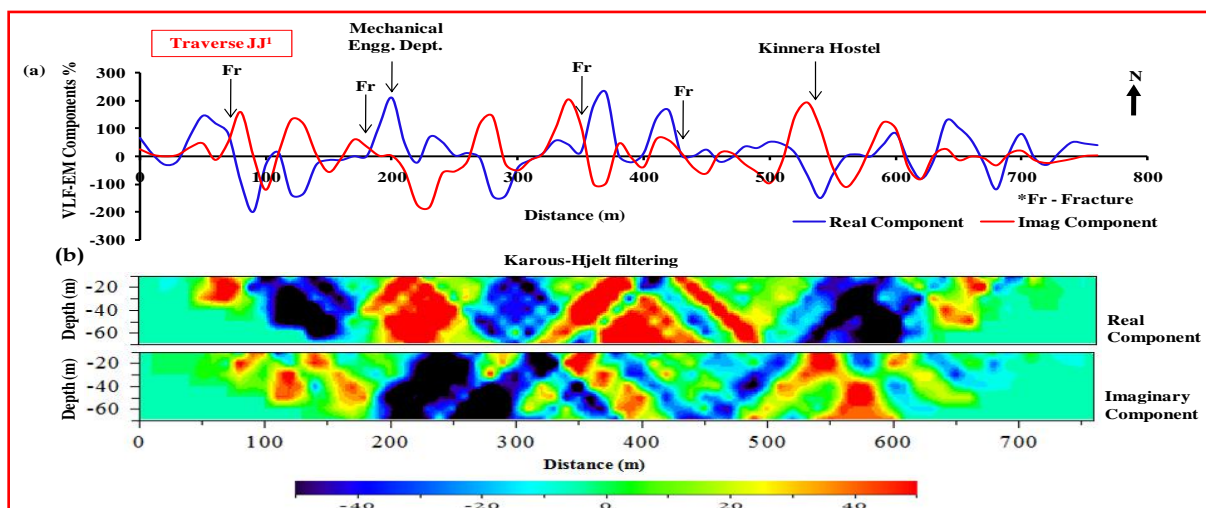 Traverse JJ¹
Mechanical
Engg. Dept.
Kinnera Hostel
(a)
VLF-EM Components %
300
200
100
0
-100
-200
-300
Fr
Fr
Fr
Fr
N
0
100
200
300
400
500
600
700
800
Distance (m)
*Fr - Fracture
Real Component
Imag Component
(b)
Karous-Hjelt filtering
Depth (m)
-20
-40
-60
Real
Component
Depth (m)
-20
-40
-60
Imaginary
Component
0
100
200
300
400
500
600
700
Distance (m)
-40
-20
0
20
40